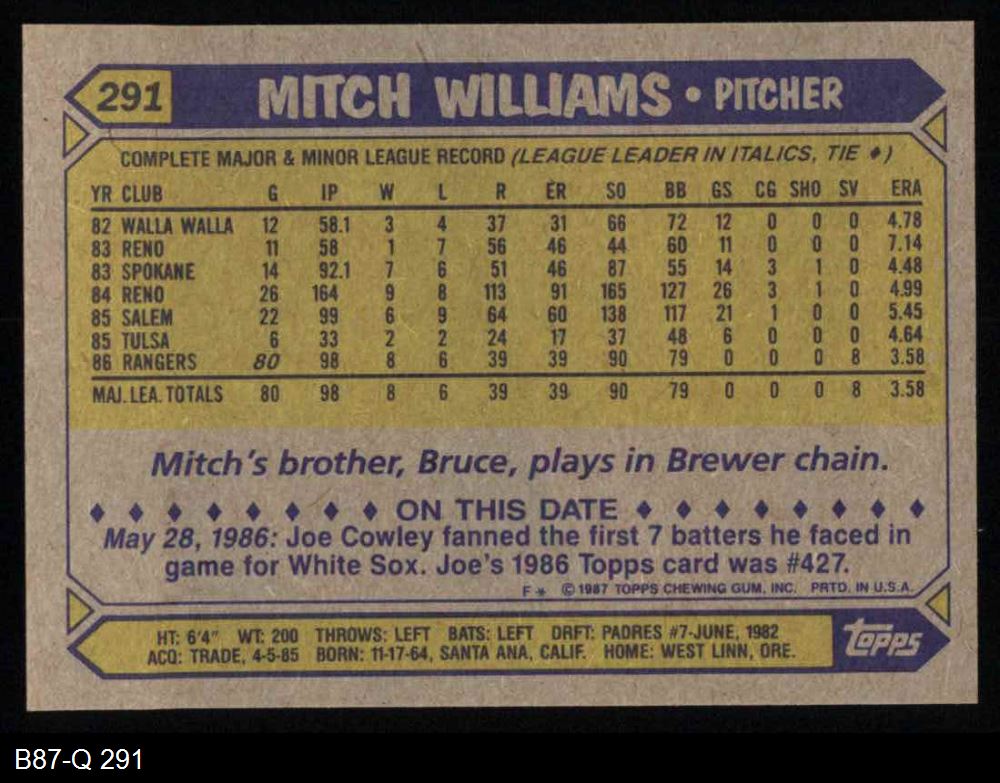 291 MITCH WILLIAMS • PITCHER
COMPLETE MAJOR & MINOR LEAGUE RECORD (LEAGUE LEADER IN ITALICS, TIE ♦)
YR CLUB G IP W L R ER SO BB GS CG SHO SV ERA
82 WALLA WALLA 12 58.1 3 4 37 31 66 72 12 0 0 0 4.78
83 RENO 11 58 1 7 56 46 44 60 11 0 0 0 7.14
83 SPOKANE 14 92.1 7 6 51 46 87 55 14 3 1 0 4.48
84 RENO 26 164 9 8 113 91 165 127 26 3 1 0 4.99
85 SALEM 22 99 6 9 64 60 138 117 21 1 0 0 5.45
85 TULSA 6 33 2 2 24 17 37 48 6 0 0 0 4.64
86 RANGERS 80 98 8 6 39 39 90 79 0 0 0 8 3.58
MAJ. LEA. TOTALS 80 98 8 6 39 39 90 79 0 0 0 8 3.58
Mitch's brother, Bruce, plays in Brewer chain.
♦ ♦ ♦ ♦ ♦ ♦ ♦ ♦ ON THIS DATE ♦ ♦ ♦ ♦ ♦ ♦ ♦ ♦
May 28, 1986: Joe Cowley fanned the first 7 batters he faced in
game for White Sox. Joe's 1986 Topps card was #427.
F * © 1987 TOPPS CHEWING GUM, INC. PRTD. IN U.S.A.
HT: 6'4" WT: 200 THROWS: LEFT BATS: LEFT DRFT: PADRES #7-JUNE, 1982
ACQ: TRADE, 4-5-85 BORN: 11-17-64, SANTA ANA, CALIF. HOME: WEST LINN, ORE.
TOPPS
B87-Q 291